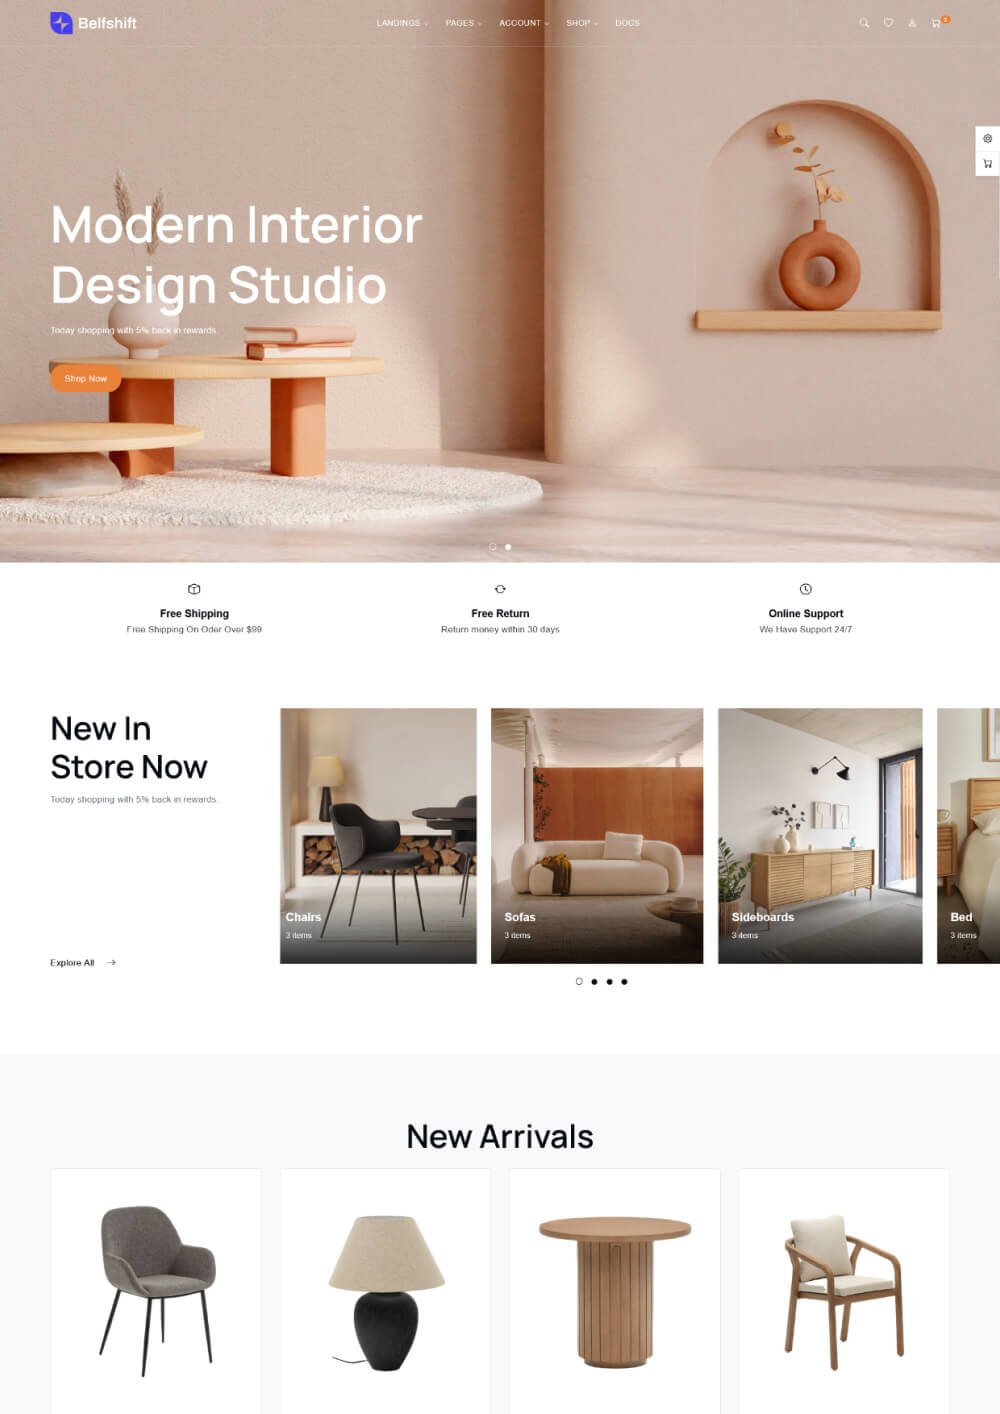 Belfshift
LANDINGS
PAGES
ACCOUNT
SHOP
DOCS
Modern Interior
Design Studio
Today shopping with 5% back in rewards.
Shop Now
Free Shipping
Free Shipping On Oder Over $99
Free Return
Return money within 30 days
Online Support
We Have Support 24/7
New In
Store Now
Today shopping with 5% back in rewards.
Explore All
Chairs
3 items
Sofas
3 items
Sideboards
3 items
Bed
3 items
New Arrivals